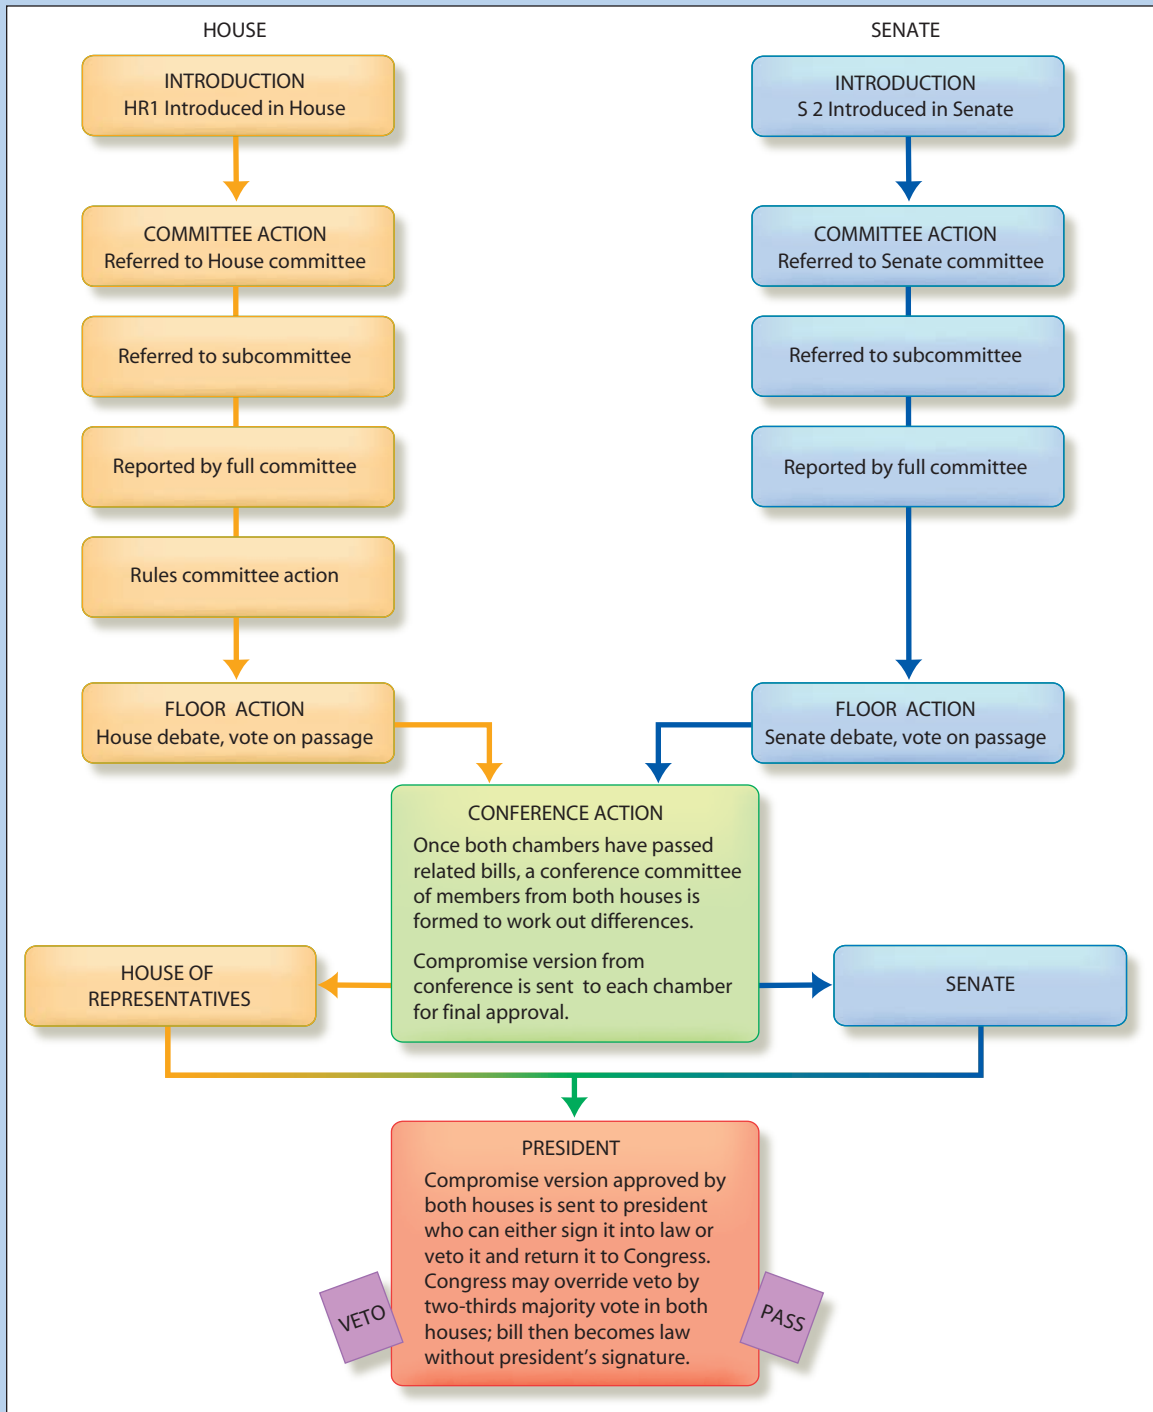 HOUSE
INTRODUCTION
HR1 Introduced in House
COMMITTEE ACTION
Referred to House committee
Referred to subcommittee
Reported by full committee
Rules committee action
FLOOR ACTION
House debate, vote on passage
SENATE
INTRODUCTION
S 2 Introduced in Senate
COMMITTEE ACTION
Referred to Senate committee
Referred to subcommittee
Reported by full committee
FLOOR ACTION
Senate debate, vote on passage
CONFERENCE ACTION
Once both chambers have passed
related bills, a conference committee
of members from both houses is
formed to work out differences.
Compromise version from
conference is sent to each chamber
for final approval.
HOUSE OF
REPRESENTATIVES
SENATE
PRESIDENT
Compromise version approved by
both houses is sent to president
who can either sign it into law or
veto it and return it to Congress.
Congress may override veto by
two-thirds majority vote in both
houses; bill then becomes law
without president's signature.
VETO
PASS